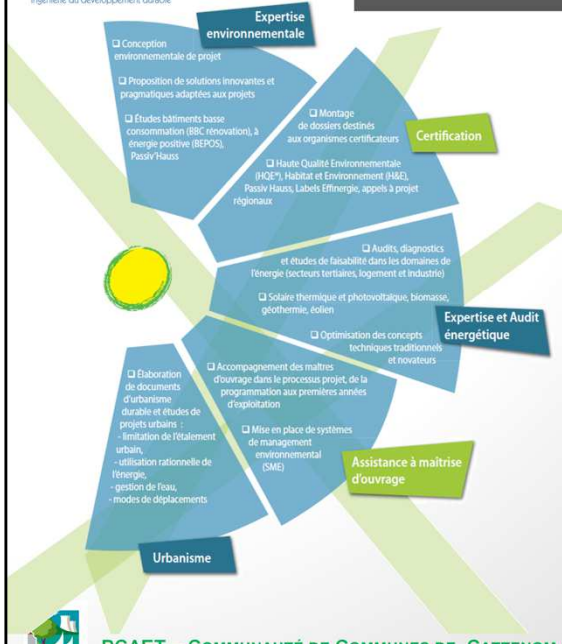 Ingénierie du développement durable
Expertise
environnementale
❑ Conception
environnementale de projet
❑ Proposition de solutions innovantes et
pragmatiques adaptées aux projets
❑ Études bâtiments basse
consommation (BBC rénovation), à
énergie positive (BEPOS),
Passiv'Hauss
❑ Montage
de dossiers destinés
aux organismes certificateurs
❑ Haute Qualité Environnementale
(HQE®), Habitat et Environnement (H&E),
Passiv Hauss, Labels Effinergie, appels à projet
régionaux
Certification
❑ Audits, diagnostics
et études de faisabilité dans les domaines de
l'énergie (secteurs tertiaires, logement et industrie)
❑ Solaire thermique et photovoltaïque, biomasse,
géothermie, éolien
❑ Optimisation des concepts
techniques traditionnels
et novateurs
Expertise et Audit
énergétique
❑ Accompagnement des maîtres
d'ouvrage dans le processus projet, de la
programmation aux premières années
d'exploitation
❑ Mise en place de systèmes
de management
environnemental
(SME)
Assistance à maîtrise
d'ouvrage
❑ Élaboration
de documents
d'urbanisme
durable et études de
projets urbains :
- limitation de l'étalement
urbain,
- utilisation rationnelle de
l'énergie,
- gestion de l'eau,
- modes de déplacements
Urbanisme